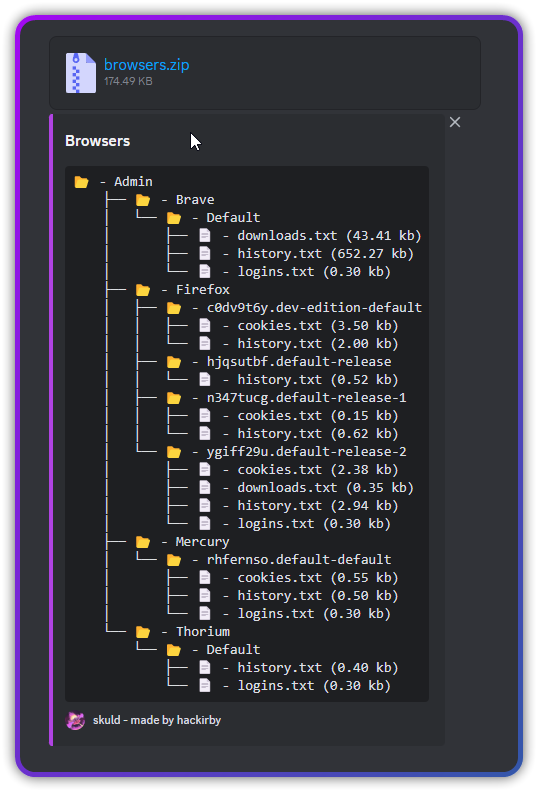 browsers.zip
174.49 KB
Browsers
- Admin
- Brave
- Default
- downloads.txt (43.41 kb)
- history.txt (652.27 kb)
- logins.txt (0.30 kb)
- Firefox
- c0dv9t6y.dev-edition-default
- cookies.txt (3.50 kb)
- history.txt (2.00 kb)
- hjqsutbf.default-release
- history.txt (0.52 kb)
- n347tucg.default-release-1
- cookies.txt (0.15 kb)
- history.txt (0.62 kb)
- ygiff29u.default-release-2
- cookies.txt (2.38 kb)
- downloads.txt (0.35 kb)
- history.txt (2.94 kb)
- logins.txt (0.30 kb)
- Mercury
- rhfernso.default-default
- cookies.txt (0.55 kb)
- history.txt (0.50 kb)
- logins.txt (0.30 kb)
- Thorium
- Default
- history.txt (0.40 kb)
- logins.txt (0.30 kb)
skuld - made by hackirby